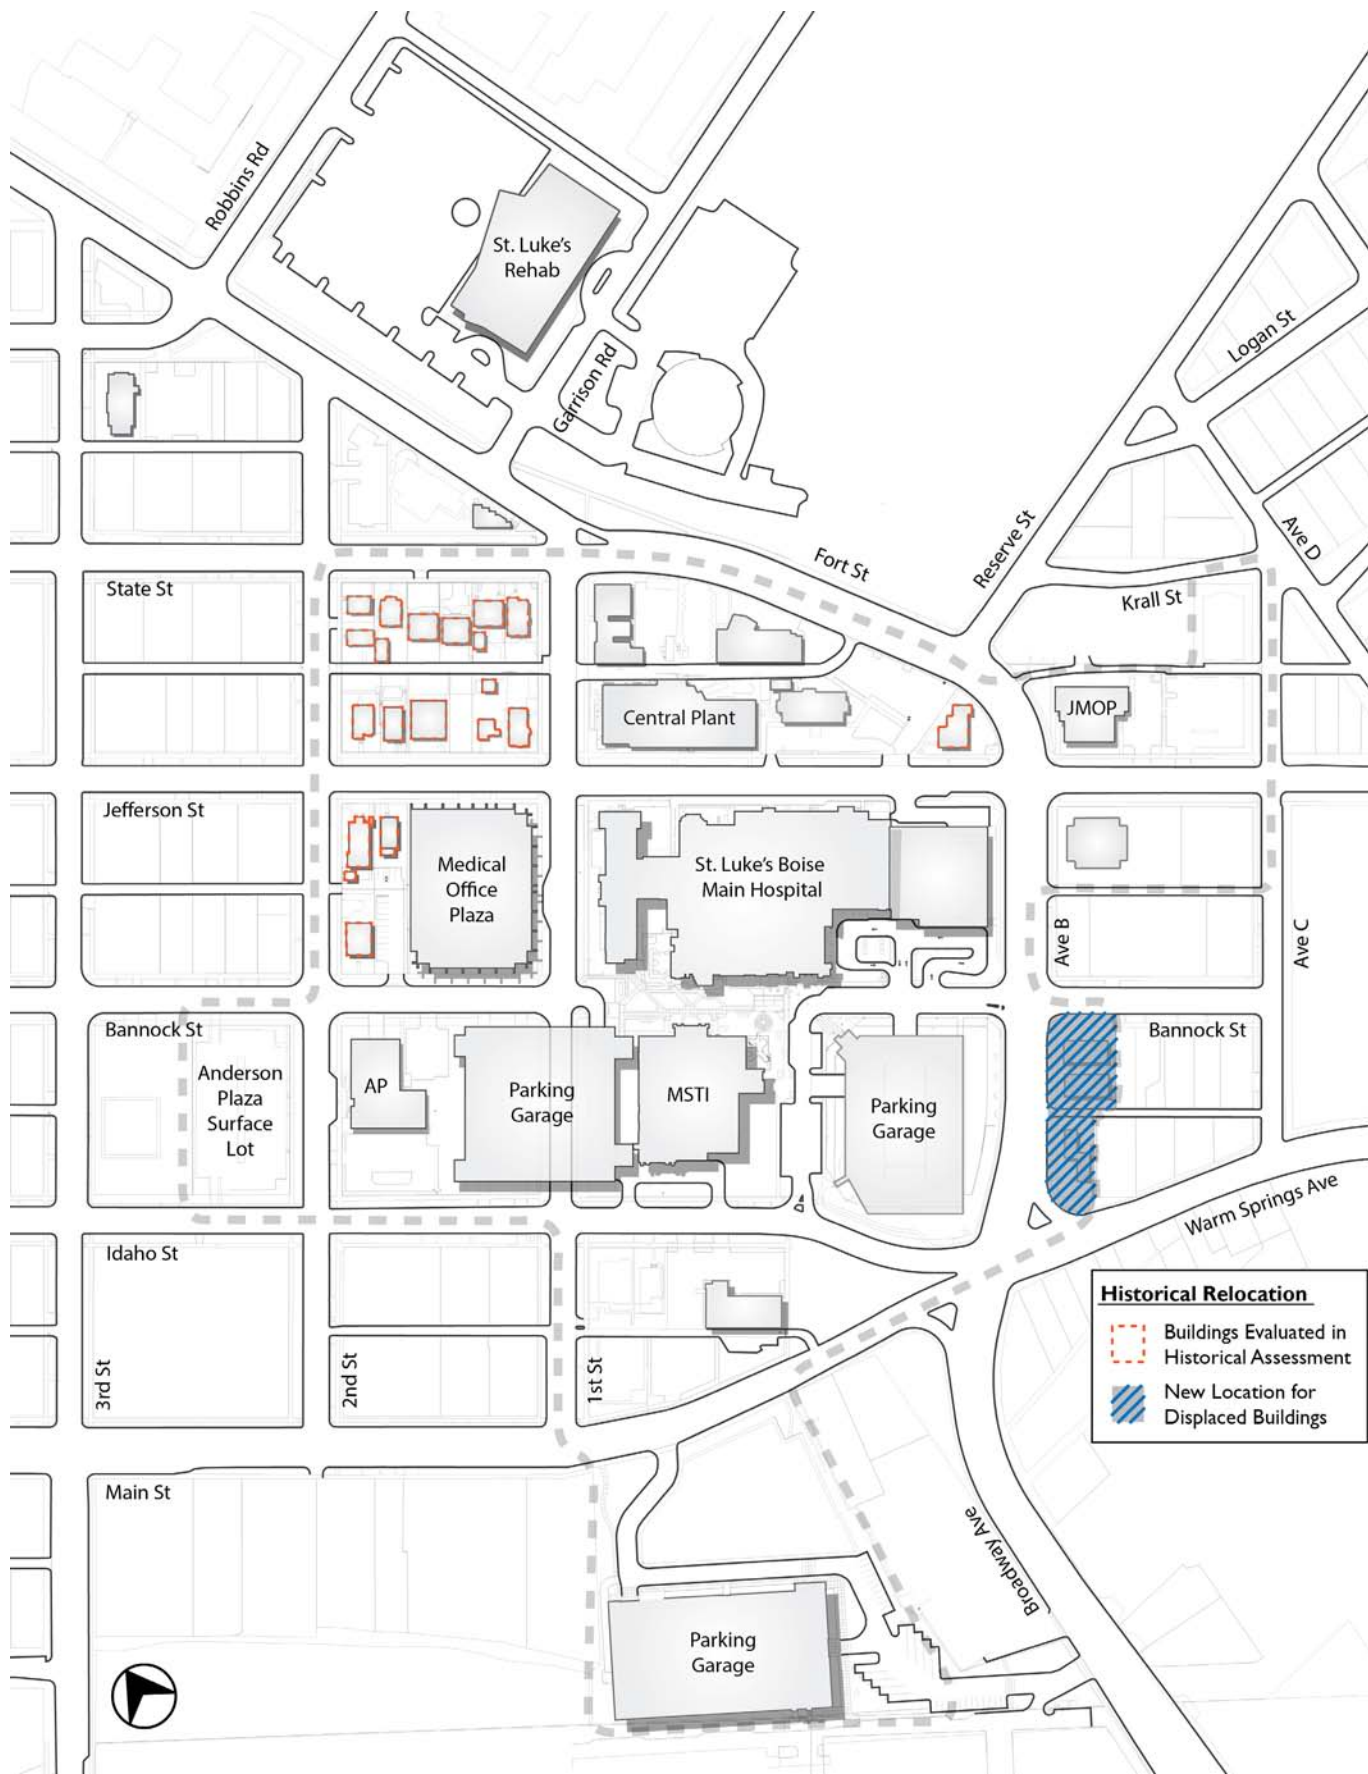 Robbins Rd
St. Luke's
Rehab
Garrison Rd
Logan St
Fort St
Reserve St
Ave D
State St
Krall St
Central Plant
JMOP
Jefferson St
Medical
Office
Plaza
St. Luke's Boise
Main Hospital
Ave B
Ave C
Bannock St
Anderson
Plaza
Surface
Lot
AP
Parking
Garage
MSTI
Parking
Garage
Bannock St
Warm Springs Ave
Idaho St
3rd St
2nd St
1st St
Historical Relocation
Buildings Evaluated in
Historical Assessment
New Location for
Displaced Buildings
Main St
Broadway Ave
Parking
Garage